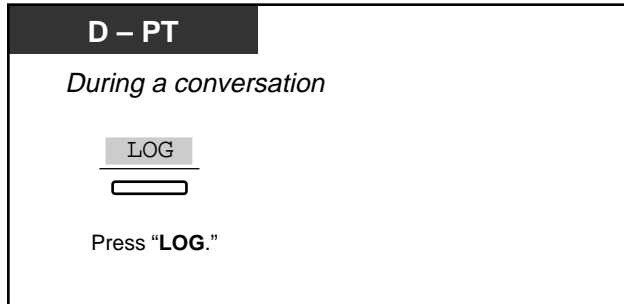 D – PT
During a conversation
LOG
Press “LOG.”